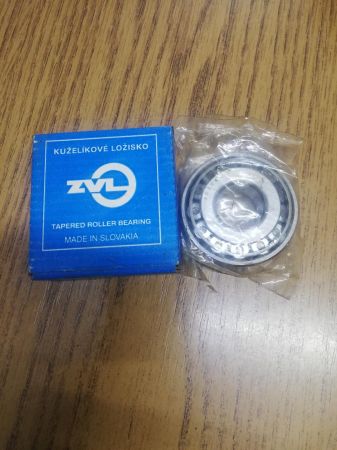 KUŽELÍKOVÉ LOŽISKO
ZVL
TAPERED ROLLER BEARING
MADE IN SLOVAKIA